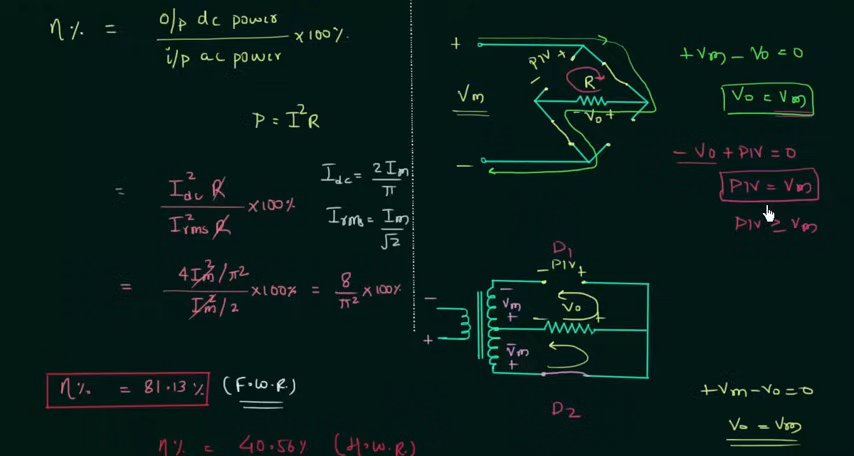 η% = o/p dc power / i/p ac power ×100%.
P = I²R
= I²dc R / I²rms R ×100%
Idc = 2Im / π
Irms = Im / √2
= 4Im²/π² / Im²/2 ×100% = 8/π² ×100%
η% = 81.13% (F.W.R.)
η% = 40.56% (H.W.R.)
+
PIV +
-
R
Vm
- Vo +
-
+Vm - Vo = 0
Vo = Vm
- Vo + PIV = 0
PIV = Vm
PIV ≥ Vm
D1
- PIV +
-
-
Vm
Vo
+
- +
+
-
Vm
+
D2
+Vm - Vo = 0
Vo = Vm